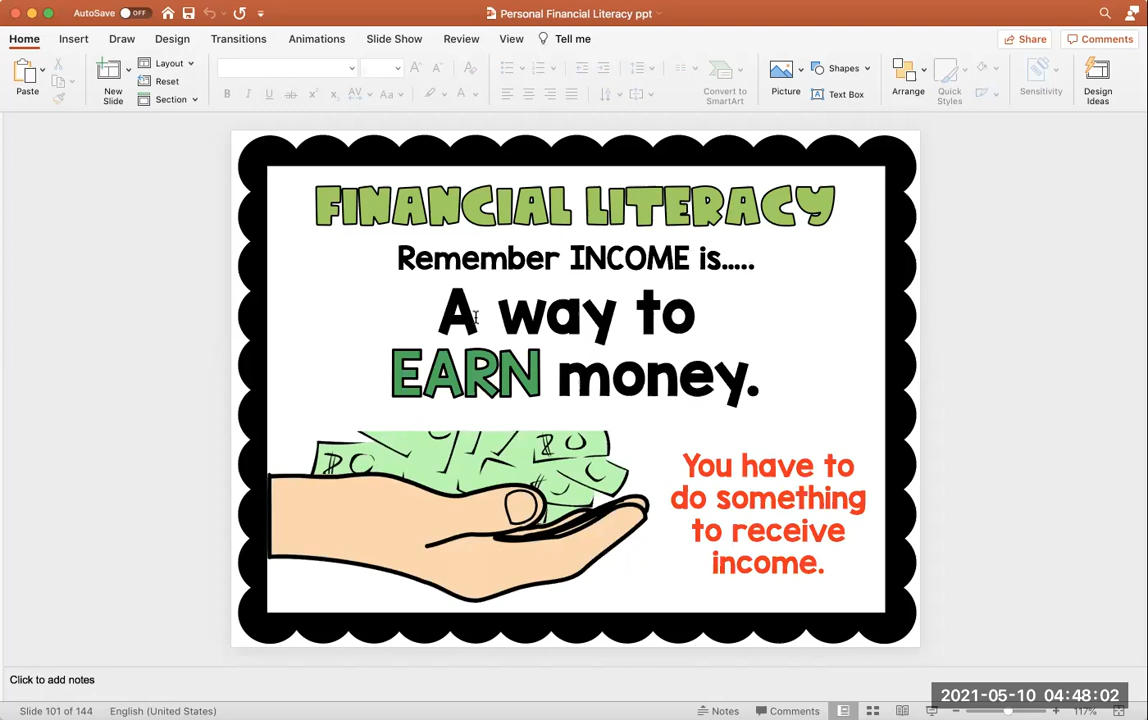 AutoSave OFF
Personal Financial Literacy ppt
Home Insert Draw Design Transitions Animations Slide Show Review View Tell me
Share Comments
Paste
New Slide
Layout
Reset
Section
Convert to SmartArt
Picture
Shapes
Text Box
Arrange
Quick Styles
Sensitivity
Design Ideas
FINANCIAL LITERACY
Remember INCOME is.....
A way to
EARN money.
You have to
do something
to receive
income.
Click to add notes
2021-05-10 04:48:02
Slide 101 of 144 English (United States) Notes Comments 117%